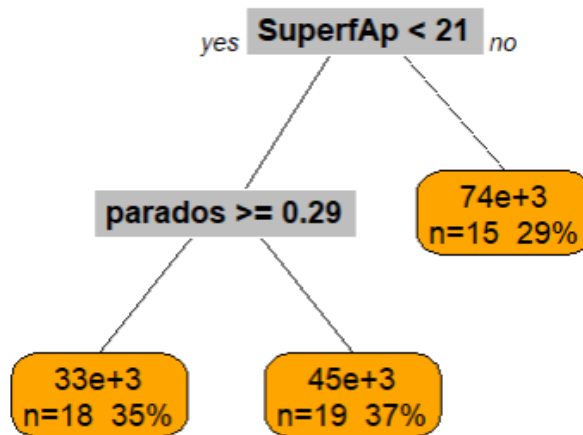 yes SuperfAp < 21 no
74e+3
n=15 29%
parados >= 0.29
33e+3
n=18 35%
45e+3
n=19 37%